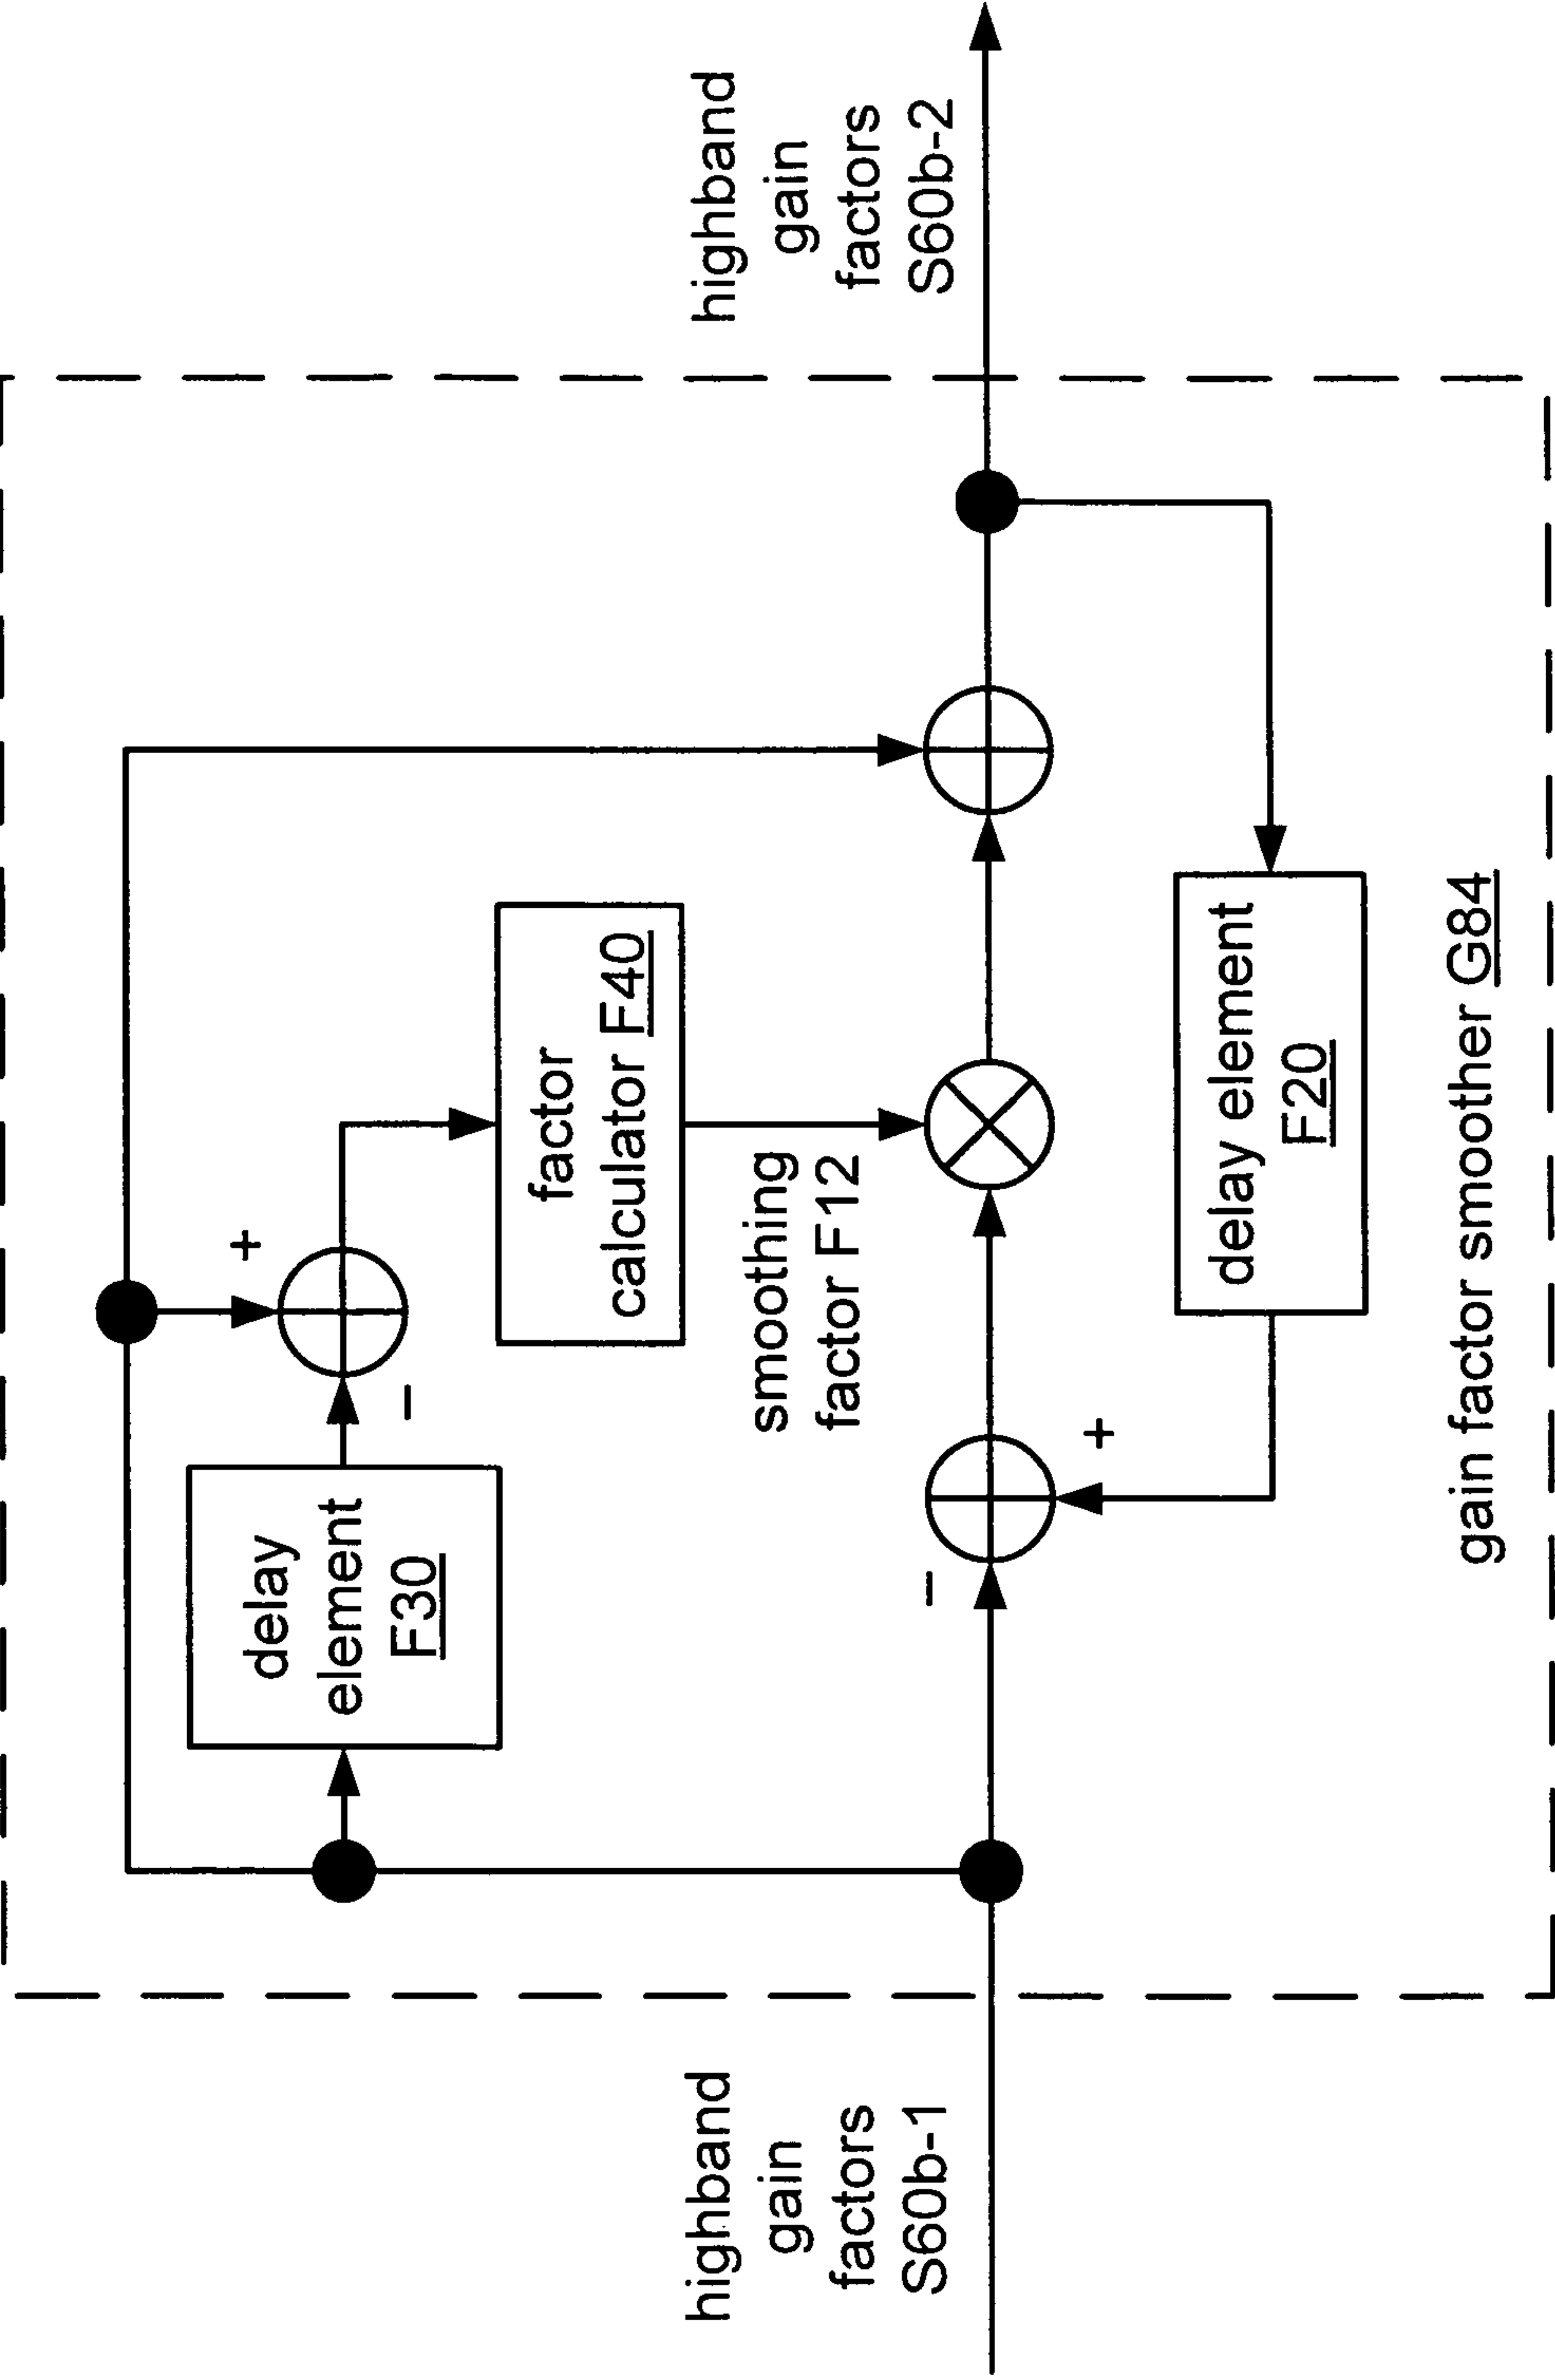 highband
gain
factors
S60b-1
delay
element
F30
+
−
factor
calculator F40
smoothing
factor F12
−
+
delay element
F20
highband
gain
factors
S60b-2
gain factor smoother G84